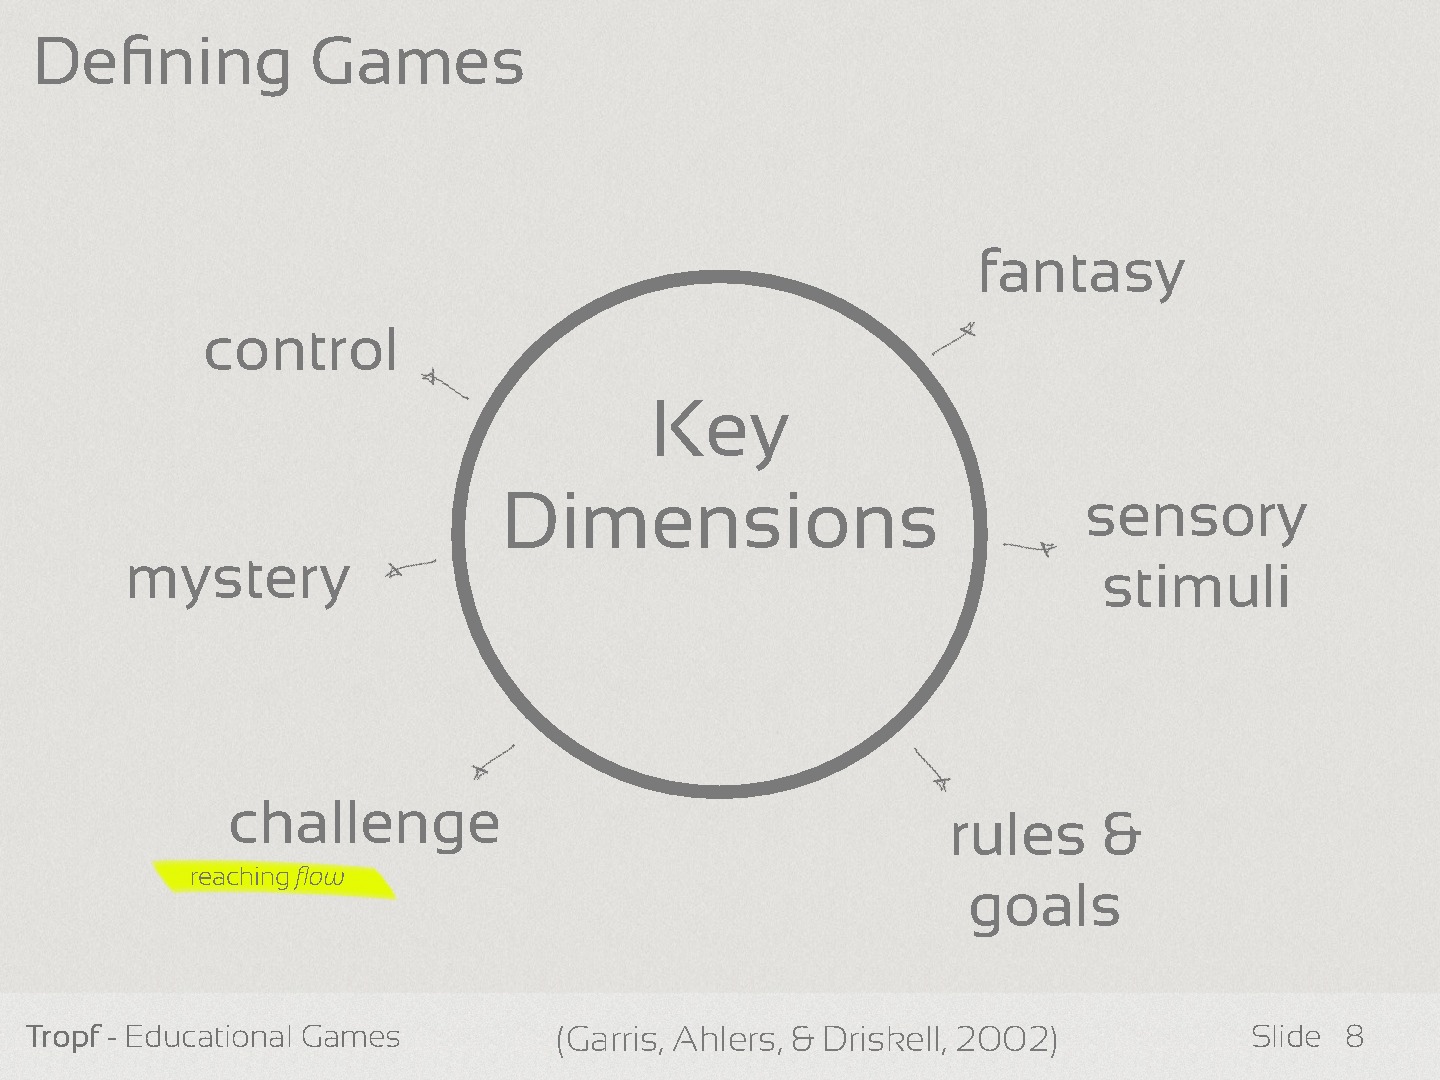 Defining Games
fantasy
control
Key
Dimensions
sensory
stimuli
mystery
challenge
reaching flow
rules &
goals
Tropf - Educational Games
(Garris, Ahlers, & Driskell, 2002)
Slide 8